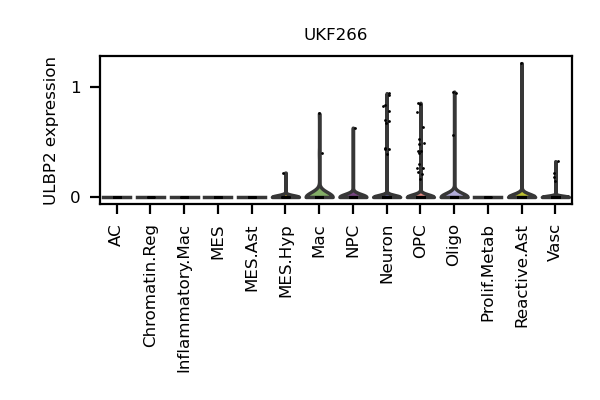 UKF266
ULBP2 expression
1
0
AC
Chromatin.Reg
Inflammatory.Mac
MES
MES.Ast
MES.Hyp
Mac
NPC
Neuron
OPC
Oligo
Prolif.Metab
Reactive.Ast
Vasc